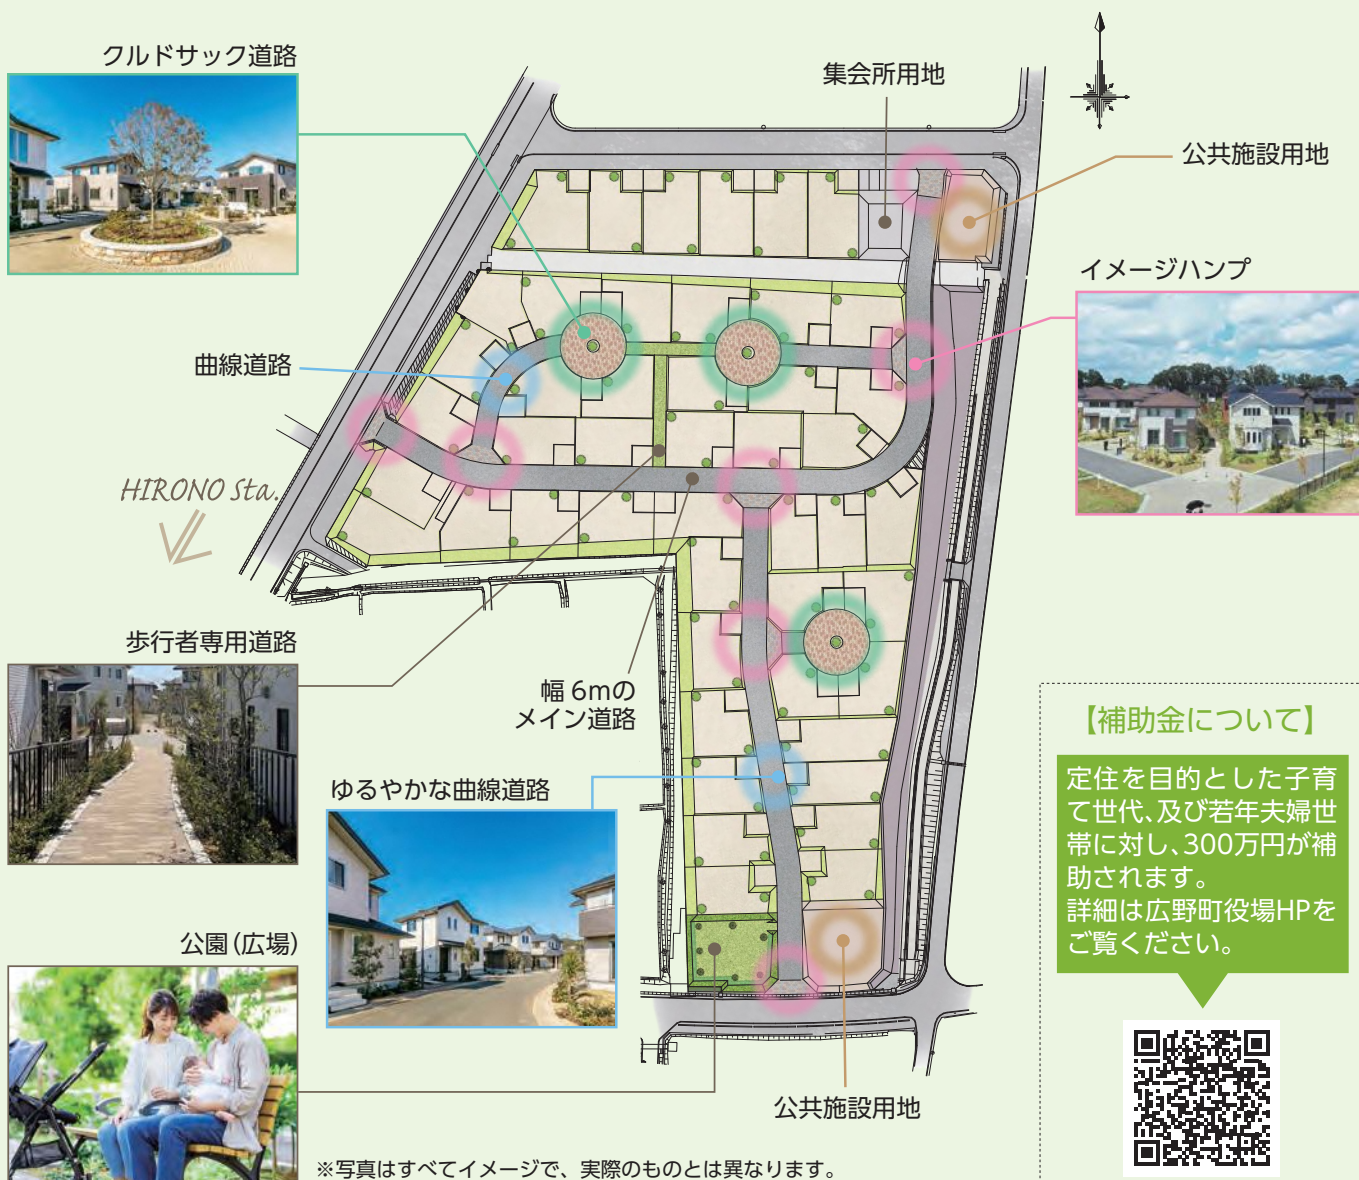 クルドサック道路
集会所用地
公共施設用地
イメージハンプ
曲線道路
HIRONO Sta.
歩行者専用道路
幅6mの
メイン道路
ゆるやかな曲線道路
公園(広場)
公共施設用地
※写真はすべてイメージで、実際のものとは異なります。
【補助金について】
定住を目的とした子育
て世代、及び若年夫婦世
帯に対し、300万円が補
助されます。
詳細は広野町役場HPを
ご覧ください。